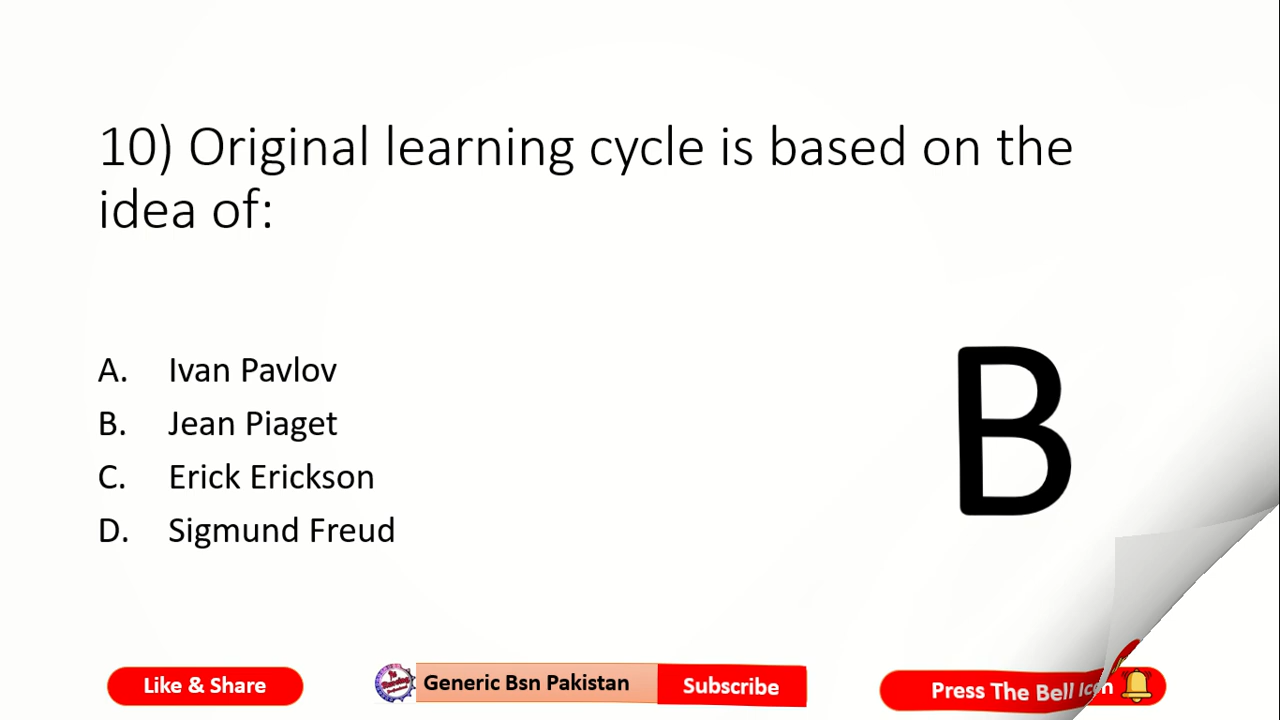 10) Original learning cycle is based on the
idea of:
A. Ivan Pavlov
B. Jean Piaget
C. Erick Erickson
D. Sigmund Freud
B
Like & Share
Generic Bsn Pakistan
Subscribe
Press The Bell Icon